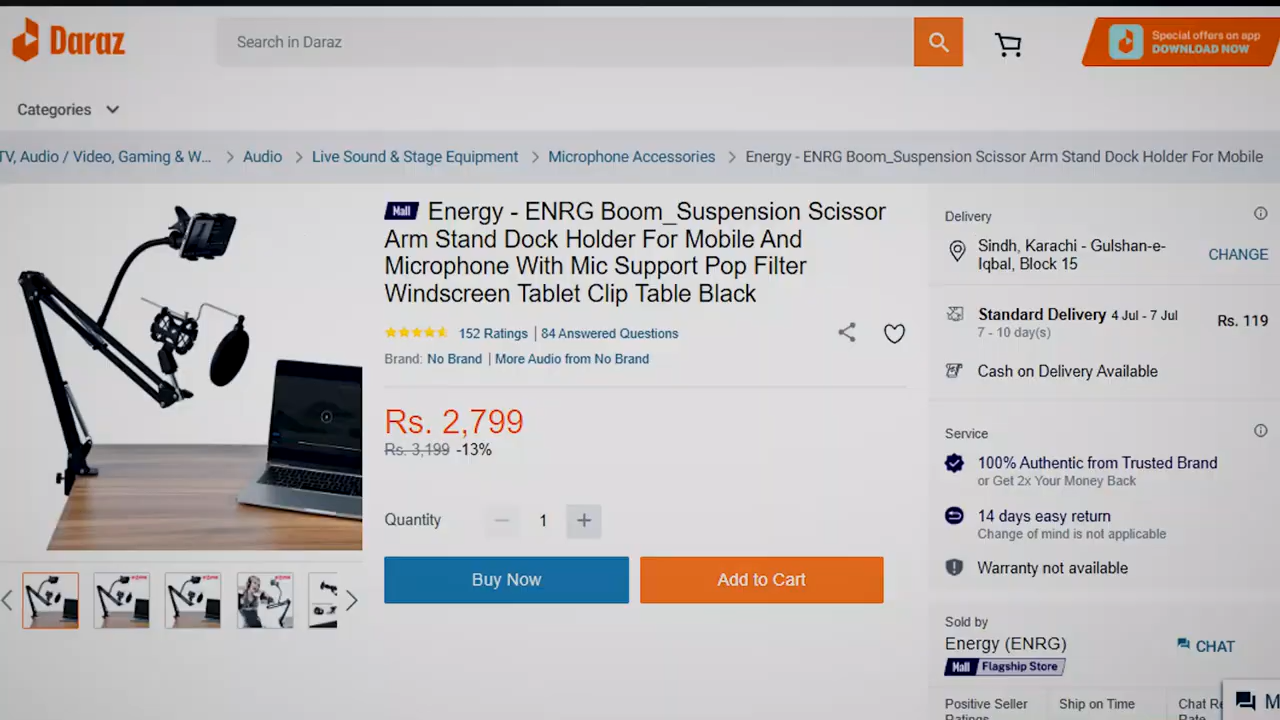 Daraz
Search in Daraz
Special offers on app
DOWNLOAD NOW
Categories
TV, Audio / Video, Gaming & W... > Audio > Live Sound & Stage Equipment > Microphone Accessories > Energy - ENRG Boom_Suspension Scissor Arm Stand Dock Holder For Mobile
Mall Energy - ENRG Boom_Suspension Scissor
Arm Stand Dock Holder For Mobile And
Microphone With Mic Support Pop Filter
Windscreen Tablet Clip Table Black
152 Ratings | 84 Answered Questions
Brand: No Brand | More Audio from No Brand
Rs. 2,799
Rs. 3,199 -13%
Quantity
1
Buy Now
Add to Cart
Delivery
Sindh, Karachi - Gulshan-e-
Iqbal, Block 15
CHANGE
Standard Delivery 4 Jul - 7 Jul
Rs. 119
7 - 10 day(s)
Cash on Delivery Available
Service
100% Authentic from Trusted Brand
or Get 2x Your Money Back
14 days easy return
Change of mind is not applicable
Warranty not available
Sold by
Energy (ENRG)
CHAT
Mall Flagship Store
Positive Seller
Ratings
Ship on Time
Chat Re
Rate
M